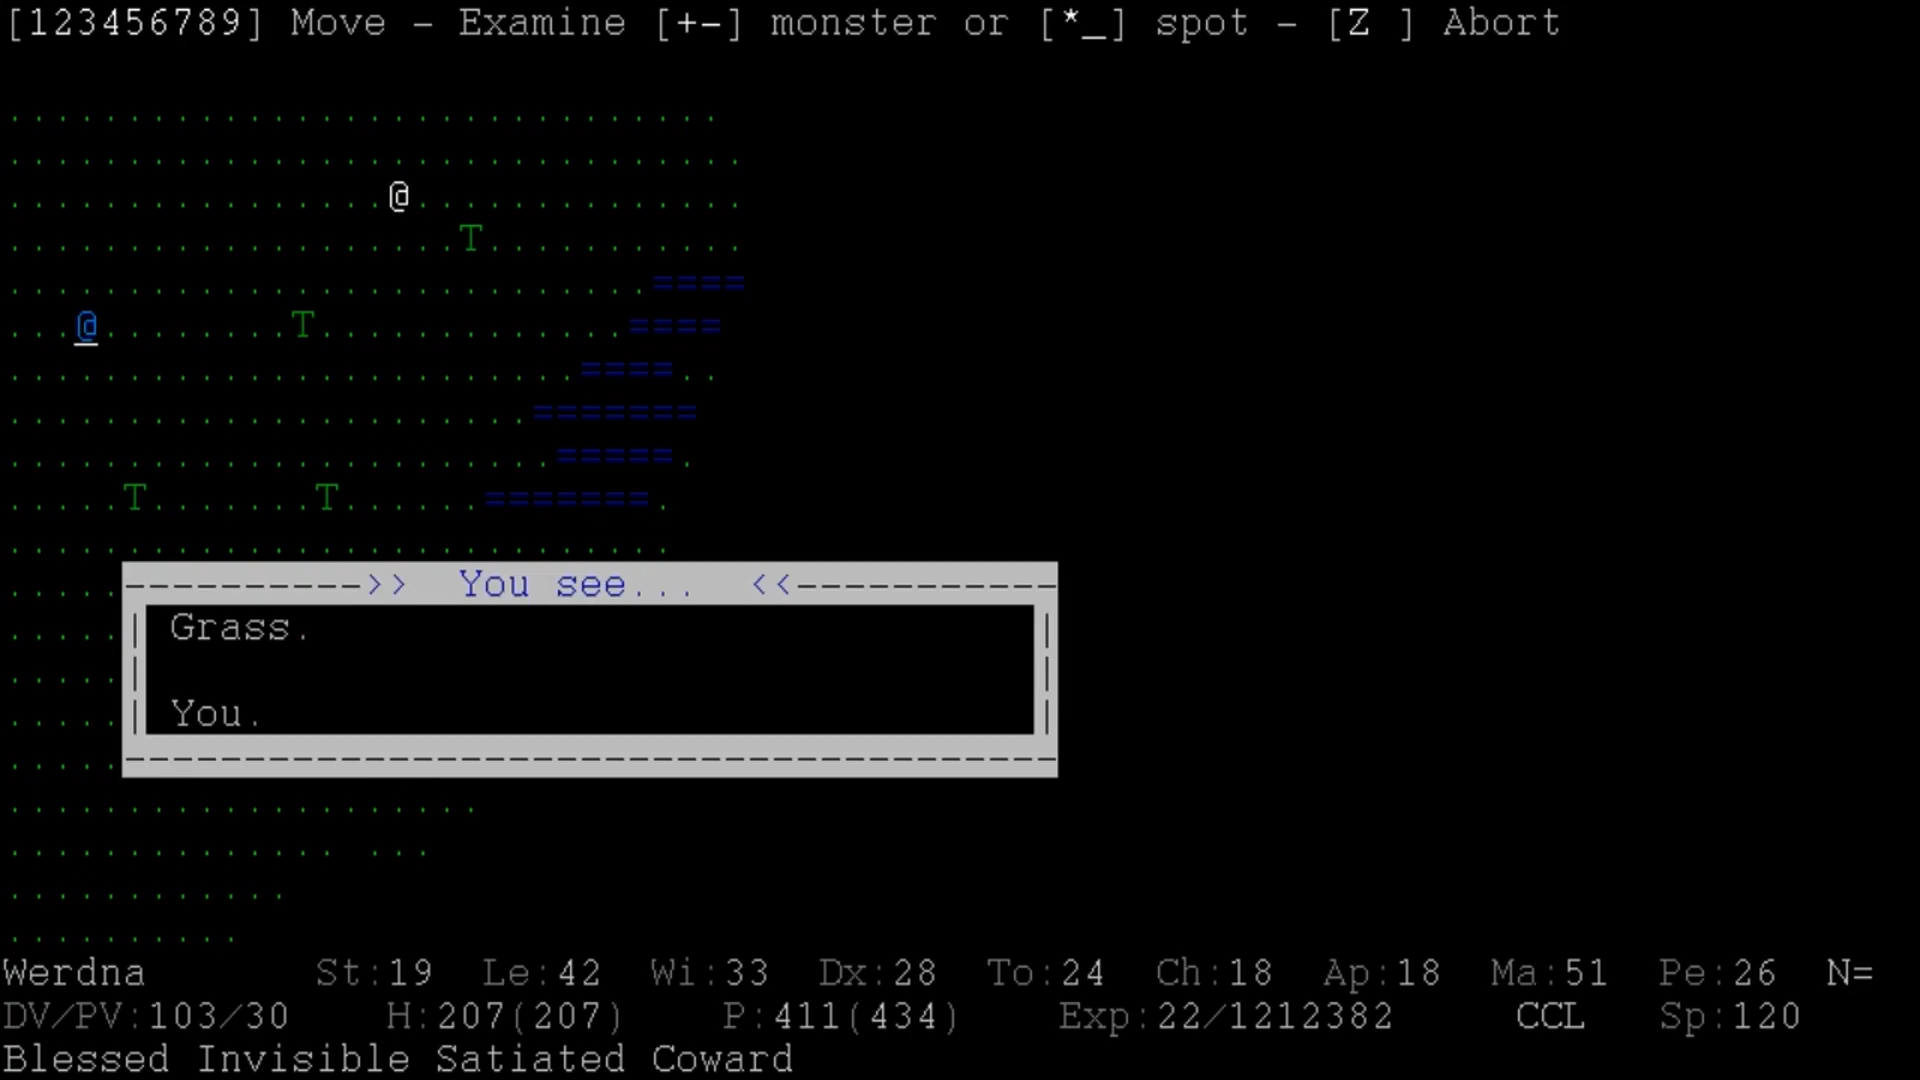 [123456789] Move - Examine [+-] monster or [*_] spot - [Z ] Abort
. . . . . . . . . . . . . . . . . . . . . . . . . . . . . .
. . . . . . . . . . . . . . . . . . . . . . . . . . . . . . .
................@..............
...................T...........
...........................====
...@........T.............====
........................====..
......................=======
.......................=====.
.....T.......T......=======.
............................
.....---------->> You see... <<-----------
.....| Grass. |
.....| |
.....| You. |
.....---------------------------------------
....................
.............. ...
............
..........
Werdna St:19 Le:42 Wi:33 Dx:28 To:24 Ch:18 Ap:18 Ma:51 Pe:26 N=
DV/PV:103/30 H:207(207) P:411(434) Exp:22/1212382 CCL Sp:120
Blessed Invisible Satiated Coward